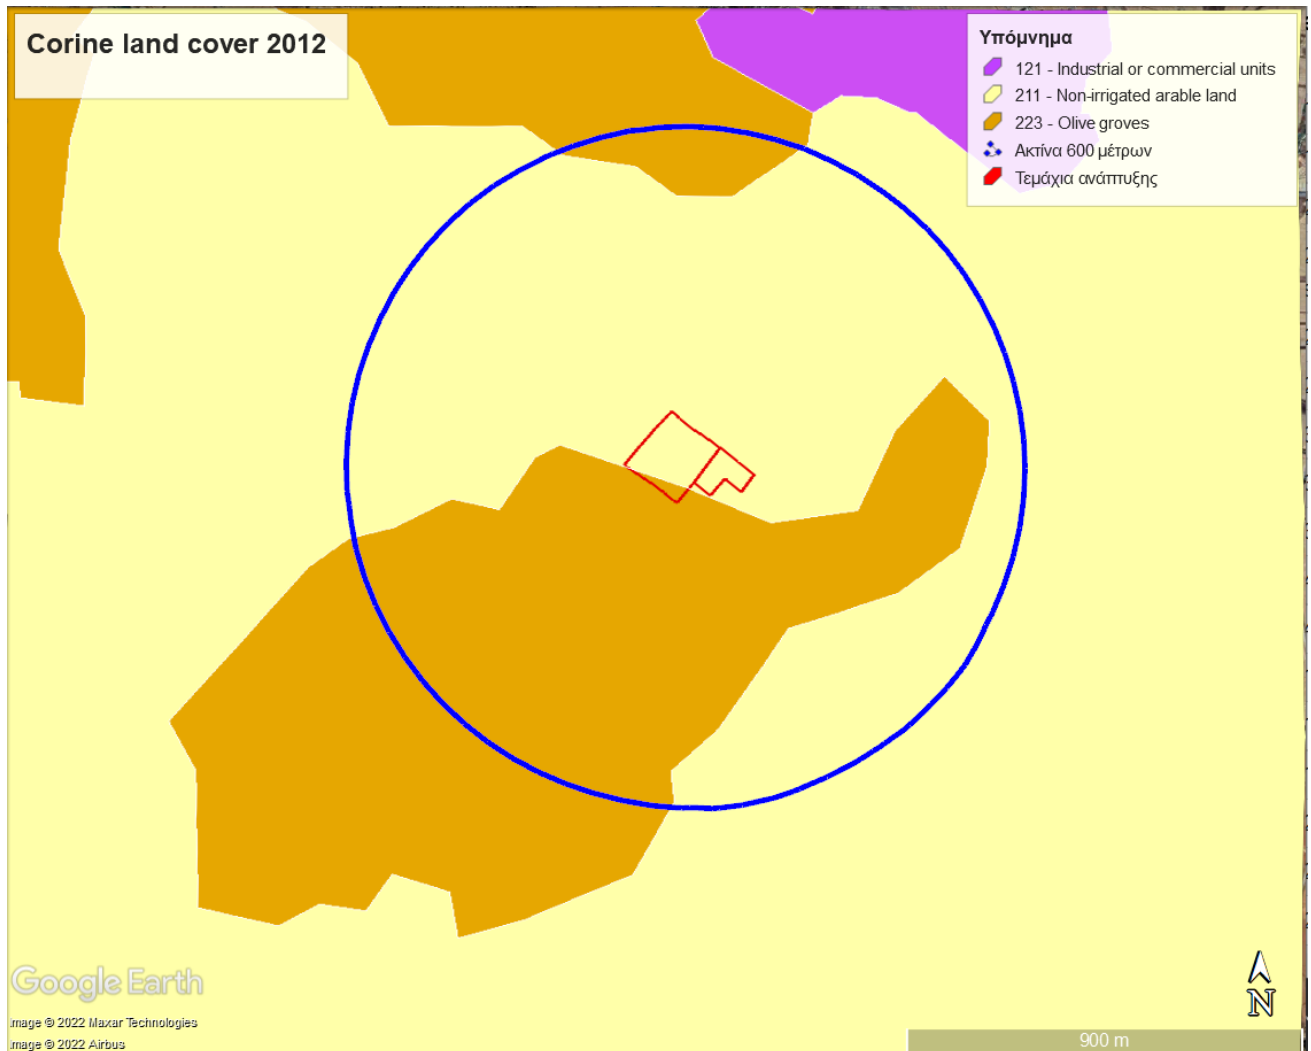 Corine land cover 2012
Υπόμνημα
121 - Industrial or commercial units
211 - Non-irrigated arable land
223 - Olive groves
Ακτίνα 600 μέτρων
Τεμάχια ανάπτυξης
Google Earth
Image © 2022 Maxar Technologies
Image © 2022 Airbus
N
900 m